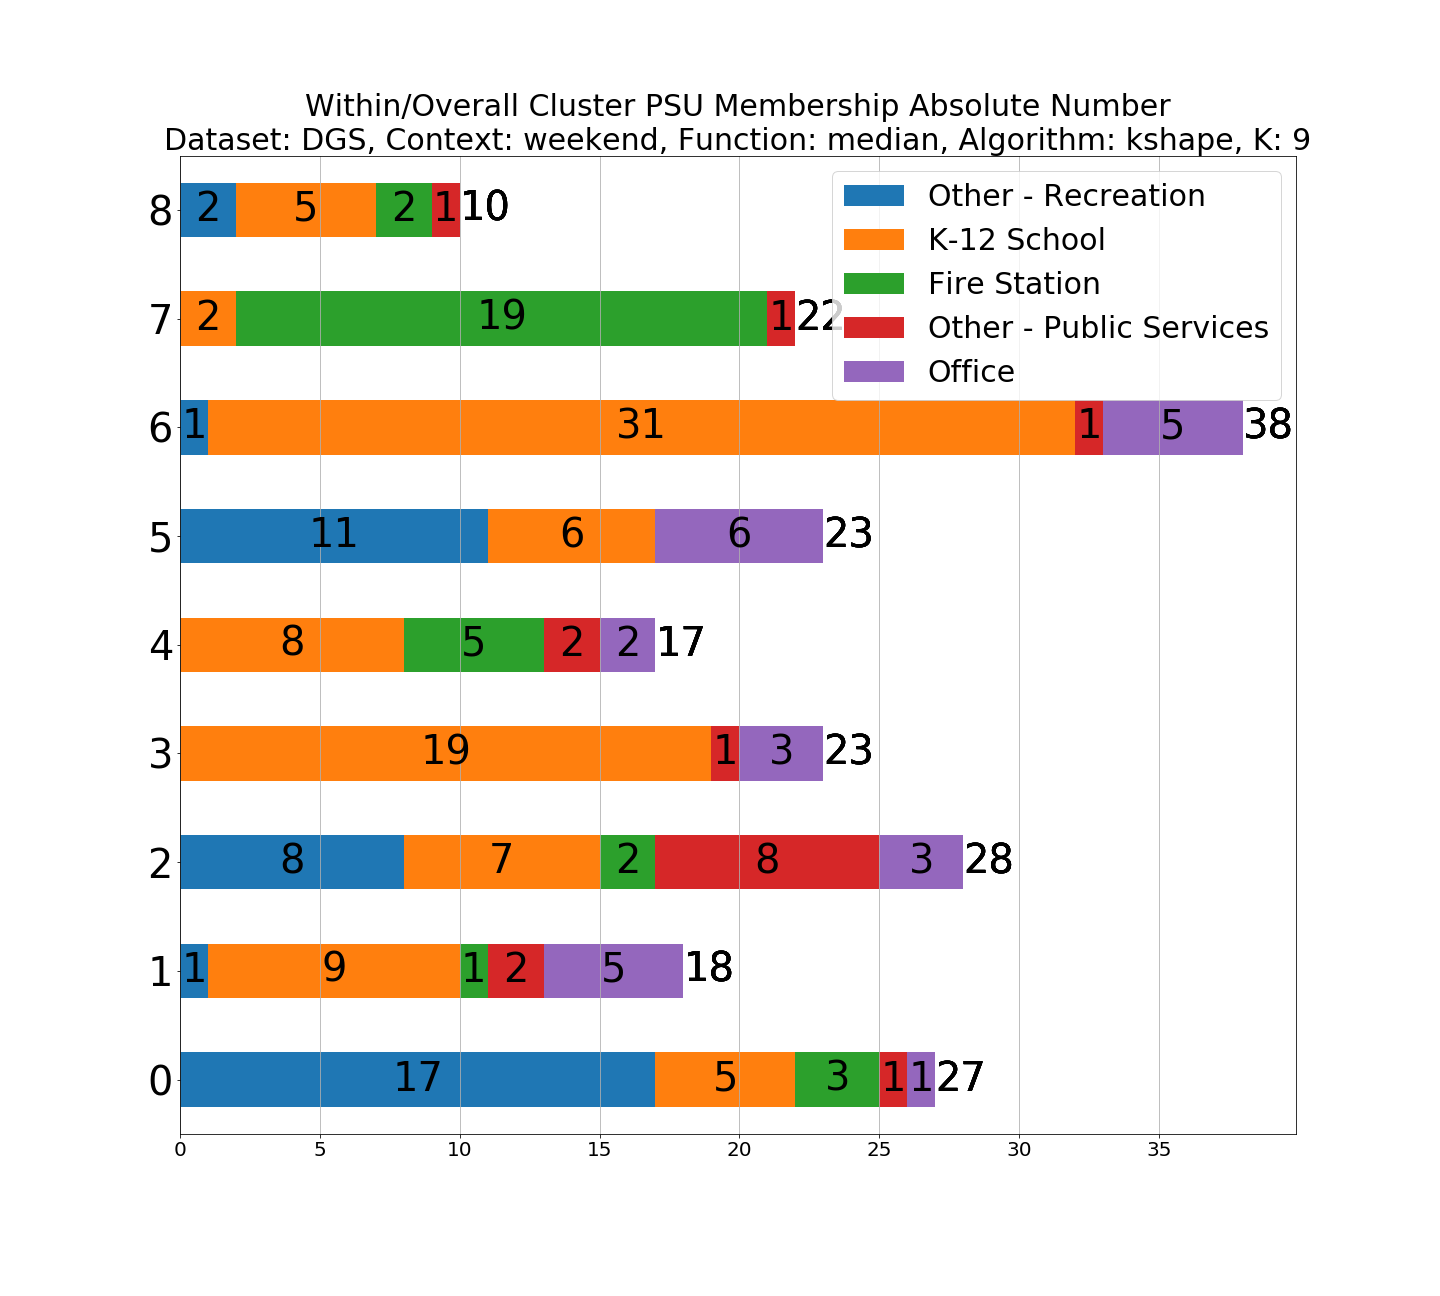 Within/Overall Cluster PSU Membership Absolute Number
Dataset: DGS, Context: weekend, Function: median, Algorithm: kshape, K: 9
Other - Recreation
K-12 School
Fire Station
Other - Public Services
Office
8 2 5 2 1 10
7 2 19 1 22
6 1 31 1 5 38
5 11 6 6 23
4 8 5 2 2 17
3 19 1 3 23
2 8 7 2 8 3 28
1 1 9 1 2 5 18
0 17 5 3 1 1 27
0 5 10 15 20 25 30 35